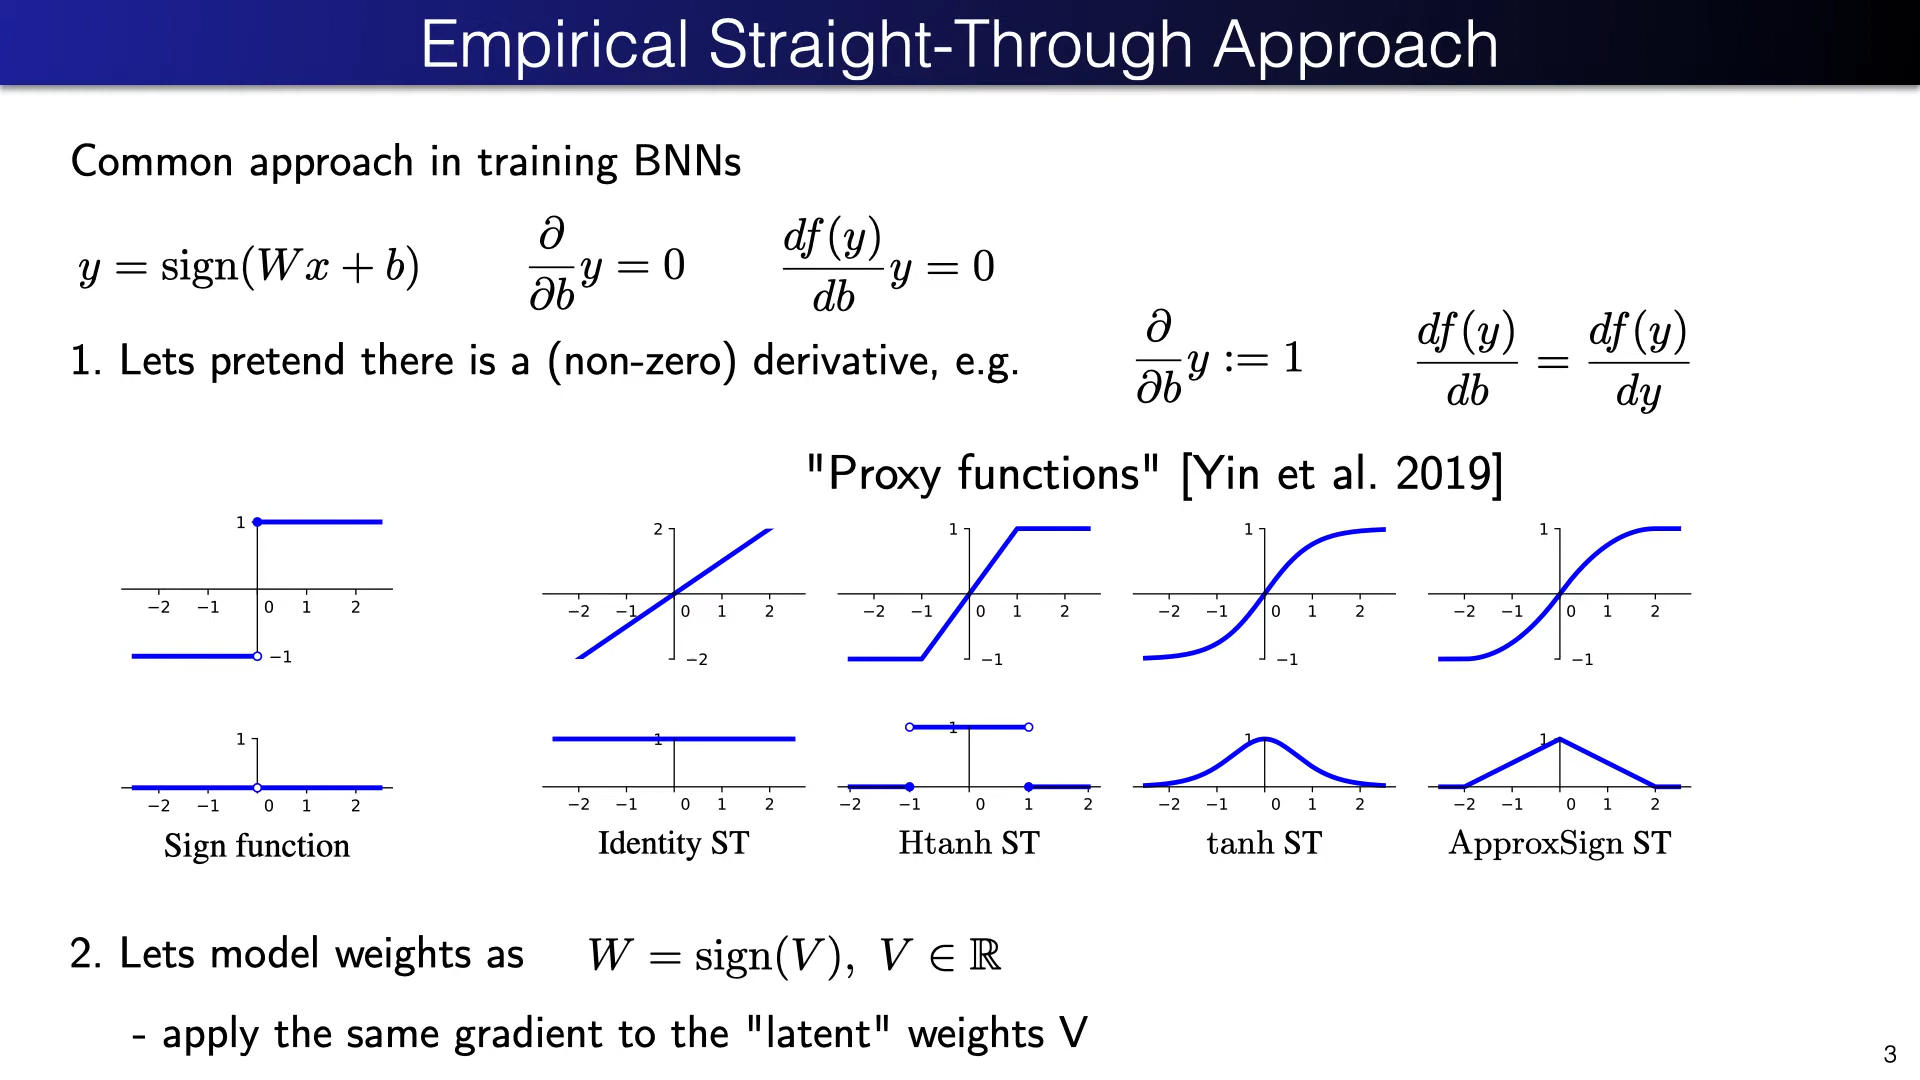 Empirical Straight-Through Approach
Common approach in training BNNs
y = sign(Wx + b) ∂/∂b y = 0 df(y)/db y = 0
1. Lets pretend there is a (non-zero) derivative, e.g. ∂/∂b y := 1 df(y)/db = df(y)/dy
"Proxy functions" [Yin et al. 2019]
1 −2 −1 0 1 2 −1
2 −2 −1 0 1 2 −2
1 −2 −1 0 1 2 −1
1 −2 −1 0 1 2 −1
1 −2 −1 0 1 2 −1
1 −2 −1 0 1 2
1 −2 −1 0 1 2
1 −2 −1 0 1 2
1 −2 −1 0 1 2
1 −2 −1 0 1 2
Sign function Identity ST Htanh ST tanh ST ApproxSign ST
2. Lets model weights as W = sign(V), V ∈ ℝ
- apply the same gradient to the "latent" weights V
3